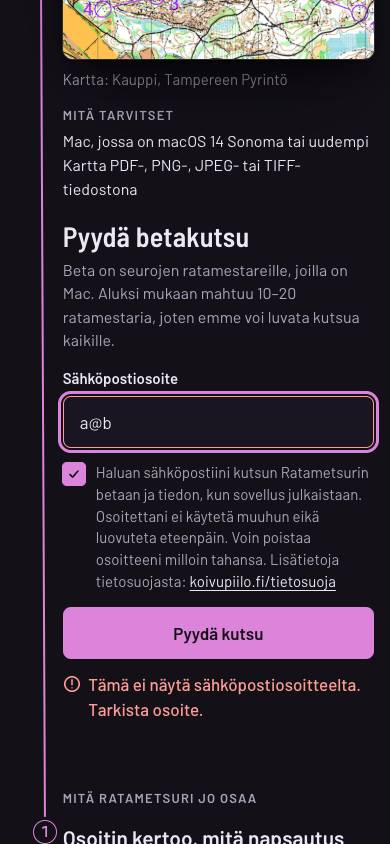 4
3
Kartta: Kauppi, Tampereen Pyrintö
MITÄ TARVITSET
Mac, jossa on macOS 14 Sonoma tai uudempi
Kartta PDF-, PNG-, JPEG- tai TIFF-
tiedostona
Pyydä betakutsu
Beta on seurojen ratamestareille, joilla on
Mac. Aluksi mukaan mahtuu 10–20
ratamestaria, joten emme voi luvata kutsua
kaikille.
Sähköpostiosoite
a@b
Haluan sähköpostiini kutsun Ratametsurin
betaan ja tiedon, kun sovellus julkaistaan.
Osoitettani ei käytetä muuhun eikä
luovuteta eteenpäin. Voin poistaa
osoitteeni milloin tahansa. Lisätietoja
tietosuojasta: koivupiilo.fi/tietosuoja
Pyydä kutsu
Tämä ei näytä sähköpostiosoitteelta.
Tarkista osoite.
MITÄ RATAMETSURI JO OSAA
1 Osoitin kertoo, mitä napsautus